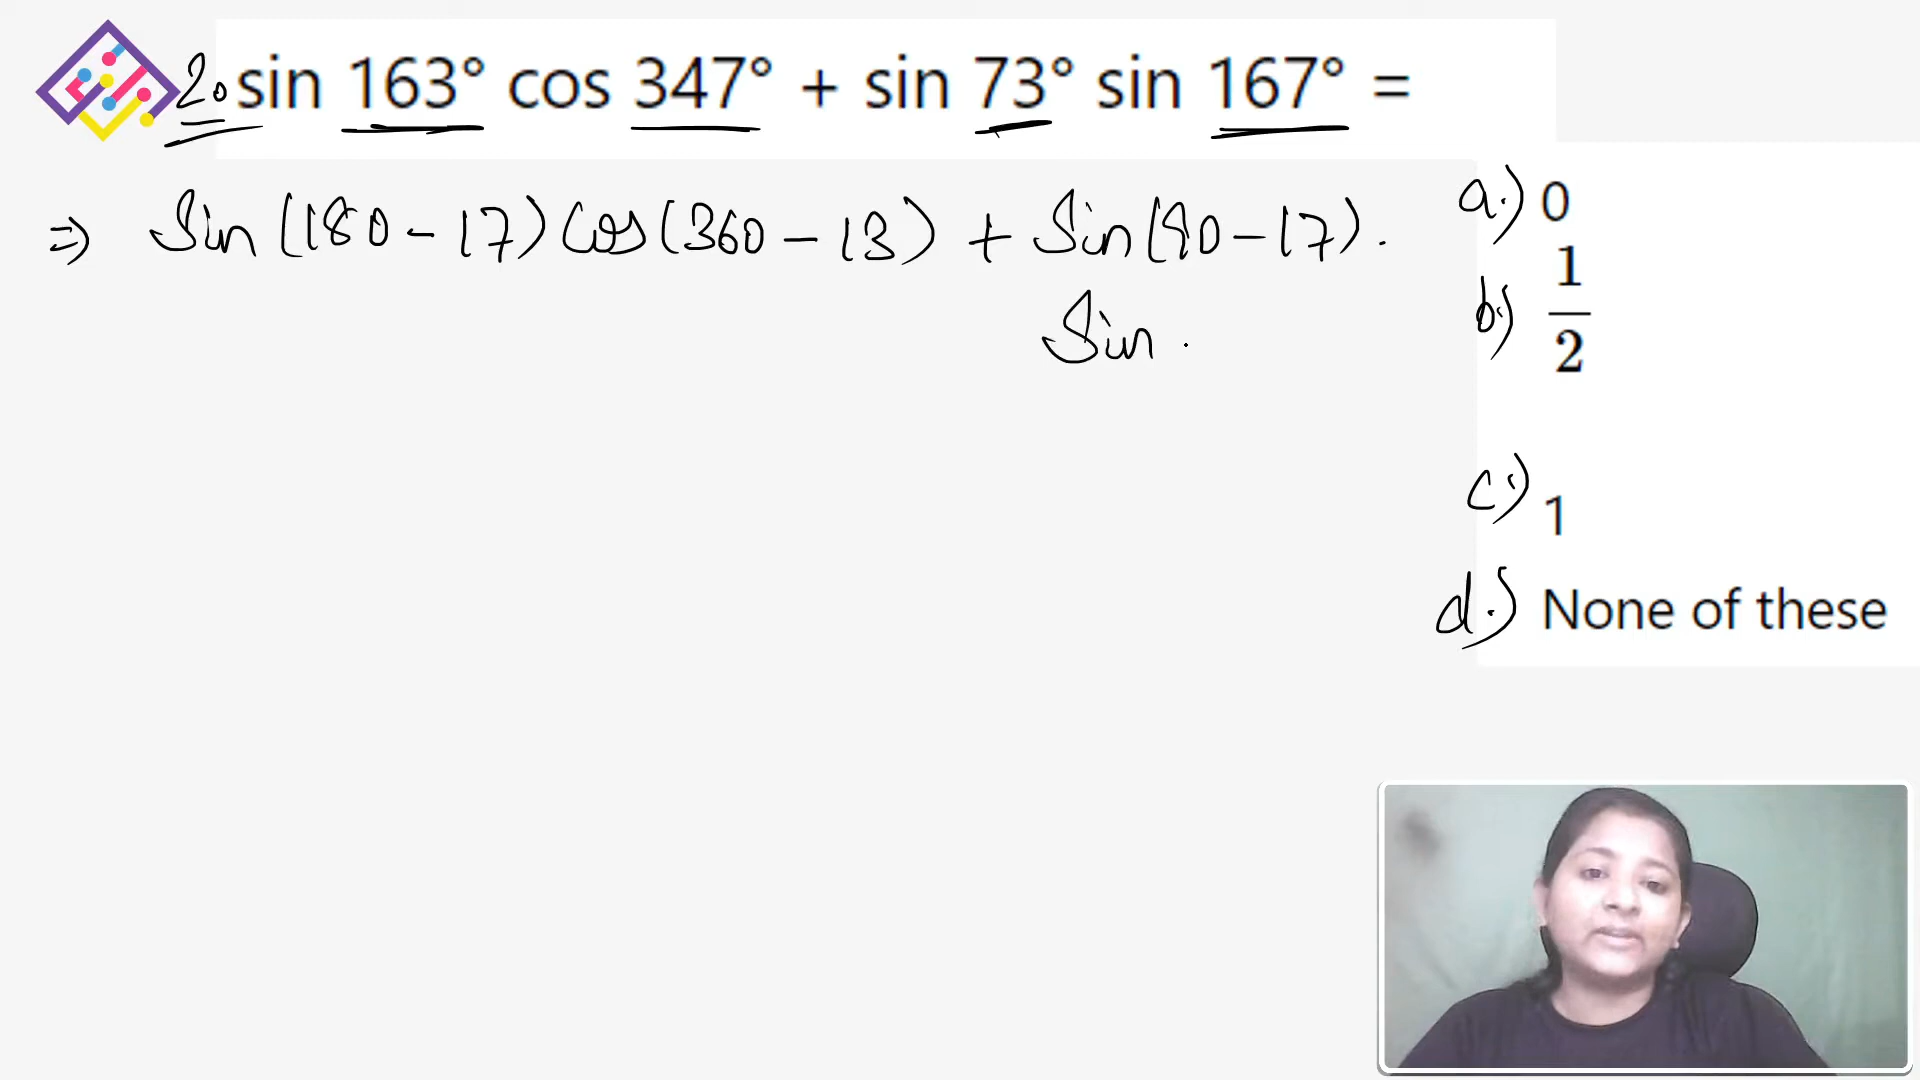 20 sin 163° cos 347° + sin 73° sin 167° =
⇒ Sin (180 - 17) Cos (360 - 13) + Sin (90 - 17) .
Sin .
a.) 0
b.) 1/2
c.) 1
d.) None of these